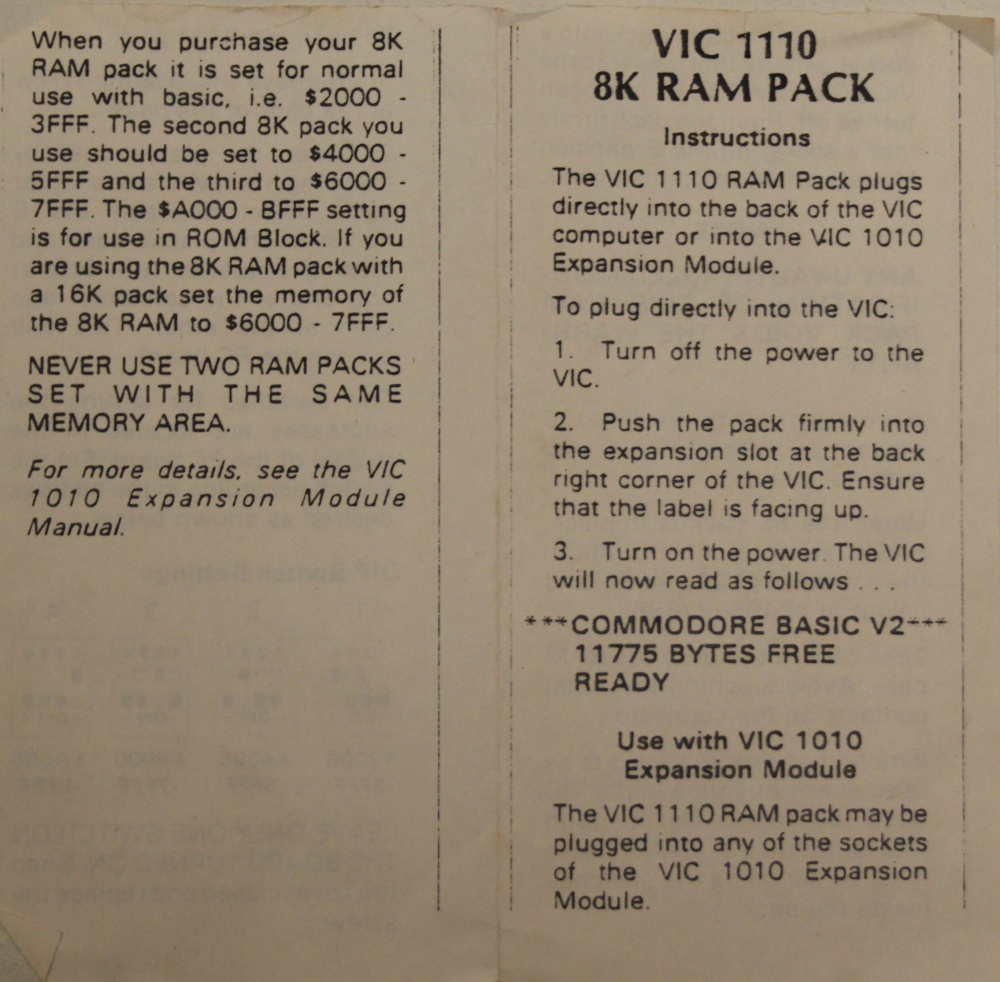 When you purchase your 8K
RAM pack it is set for normal
use with basic, i.e. $2000 -
3FFF. The second 8K pack you
use should be set to $4000 -
5FFF and the third to $6000 -
7FFF. The $A000 - BFFF setting
is for use in ROM Block. If you
are using the 8K RAM pack with
a 16K pack set the memory of
the 8K RAM to $6000 - 7FFF.
NEVER USE TWO RAM PACKS
SET WITH THE SAME
MEMORY AREA.
For more details, see the VIC
1010 Expansion Module
Manual.
VIC 1110
8K RAM PACK
Instructions
The VIC 1110 RAM Pack plugs
directly into the back of the VIC
computer or into the VIC 1010
Expansion Module.
To plug directly into the VIC:
1. Turn off the power to the
VIC.
2. Push the pack firmly into
the expansion slot at the back
right corner of the VIC. Ensure
that the label is facing up.
3. Turn on the power. The VIC
will now read as follows . . .
***COMMODORE BASIC V2***
11775 BYTES FREE
READY
Use with VIC 1010
Expansion Module
The VIC 1110 RAM pack may be
plugged into any of the sockets
of the VIC 1010 Expansion
Module.